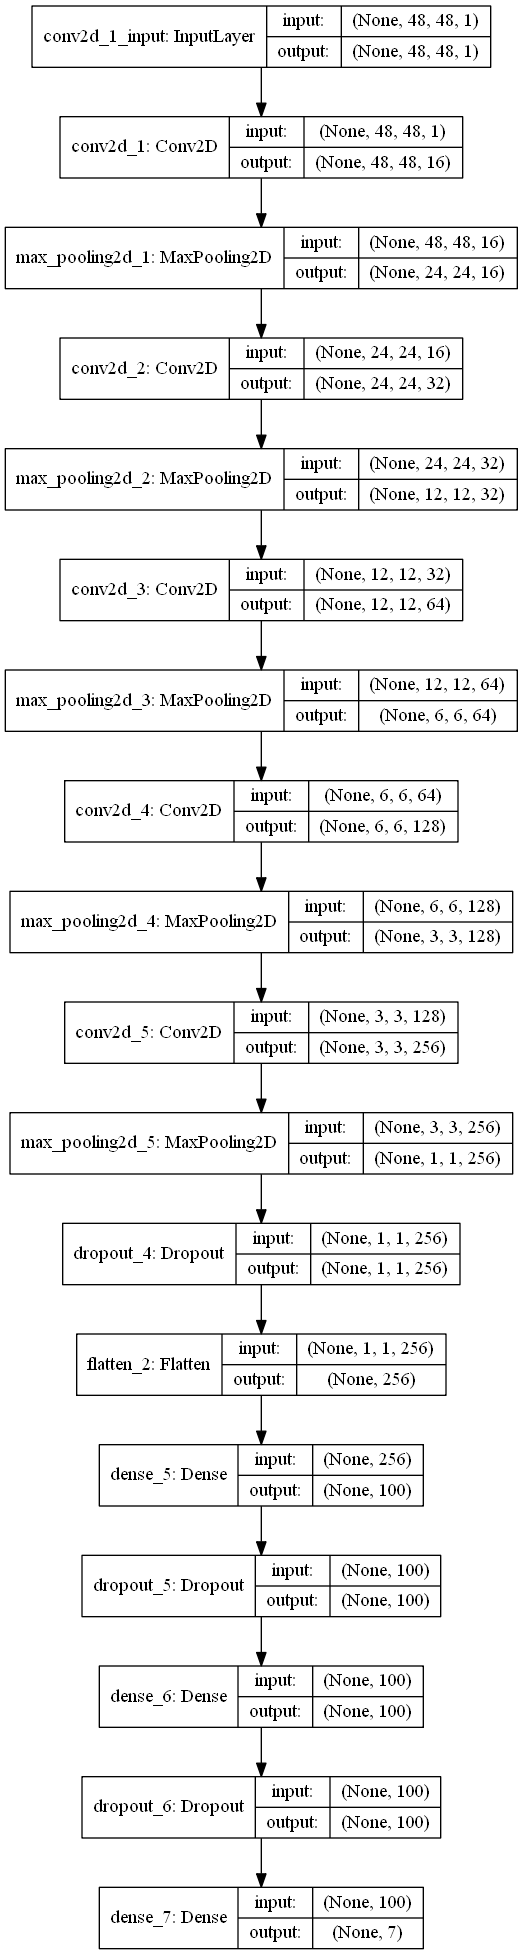 conv2d_1_input: InputLayer input: (None, 48, 48, 1)
output: (None, 48, 48, 1)
conv2d_1: Conv2D input: (None, 48, 48, 1)
output: (None, 48, 48, 16)
max_pooling2d_1: MaxPooling2D input: (None, 48, 48, 16)
output: (None, 24, 24, 16)
conv2d_2: Conv2D input: (None, 24, 24, 16)
output: (None, 24, 24, 32)
max_pooling2d_2: MaxPooling2D input: (None, 24, 24, 32)
output: (None, 12, 12, 32)
conv2d_3: Conv2D input: (None, 12, 12, 32)
output: (None, 12, 12, 64)
max_pooling2d_3: MaxPooling2D input: (None, 12, 12, 64)
output: (None, 6, 6, 64)
conv2d_4: Conv2D input: (None, 6, 6, 64)
output: (None, 6, 6, 128)
max_pooling2d_4: MaxPooling2D input: (None, 6, 6, 128)
output: (None, 3, 3, 128)
conv2d_5: Conv2D input: (None, 3, 3, 128)
output: (None, 3, 3, 256)
max_pooling2d_5: MaxPooling2D input: (None, 3, 3, 256)
output: (None, 1, 1, 256)
dropout_4: Dropout input: (None, 1, 1, 256)
output: (None, 1, 1, 256)
flatten_2: Flatten input: (None, 1, 1, 256)
output: (None, 256)
dense_5: Dense input: (None, 256)
output: (None, 100)
dropout_5: Dropout input: (None, 100)
output: (None, 100)
dense_6: Dense input: (None, 100)
output: (None, 100)
dropout_6: Dropout input: (None, 100)
output: (None, 100)
dense_7: Dense input: (None, 100)
output: (None, 7)